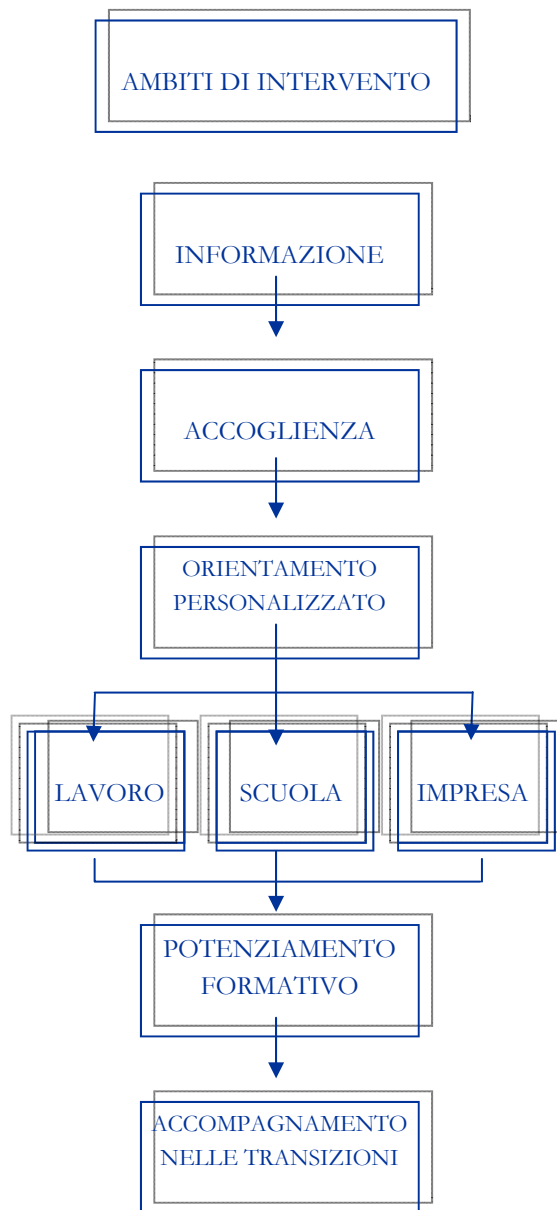 AMBITI DI INTERVENTO
INFORMAZIONE
ACCOGLIENZA
ORIENTAMENTO
PERSONALIZZATO
LAVORO
SCUOLA
IMPRESA
POTENZIAMENTO
FORMATIVO
ACCOMPAGNAMENTO
NELLE TRANSIZIONI